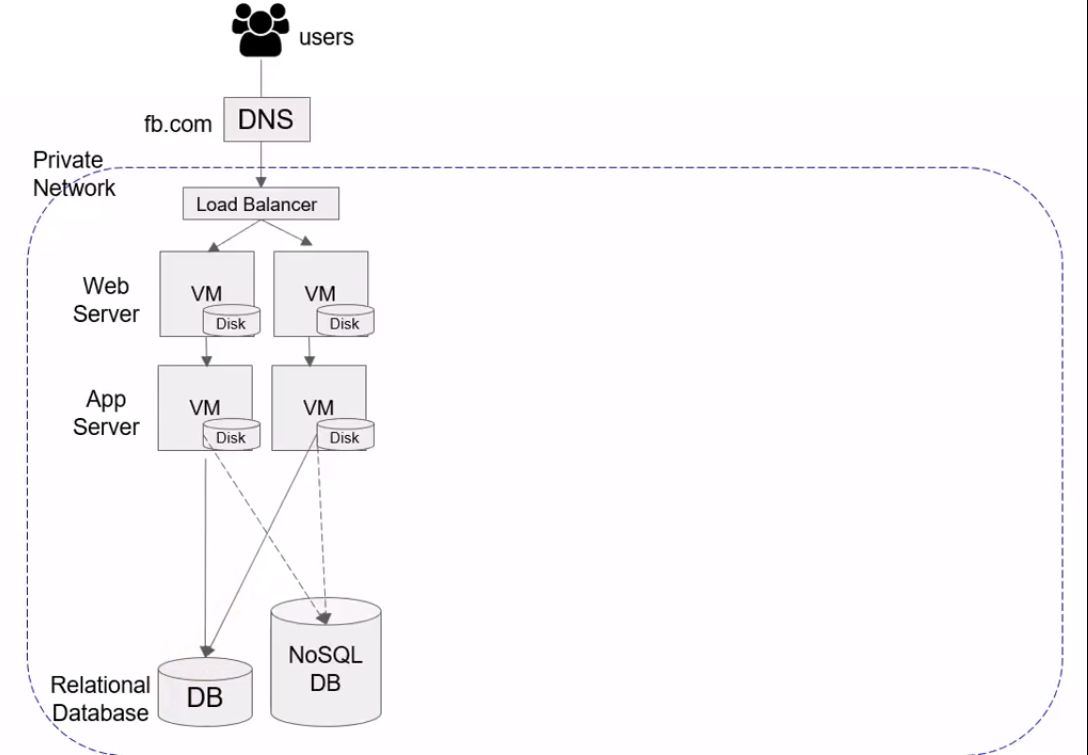 users
fb.com
DNS
Private
Network
Load Balancer
Web
Server
VM
Disk
VM
Disk
App
Server
VM
Disk
VM
Disk
Relational
Database
DB
NoSQL
DB